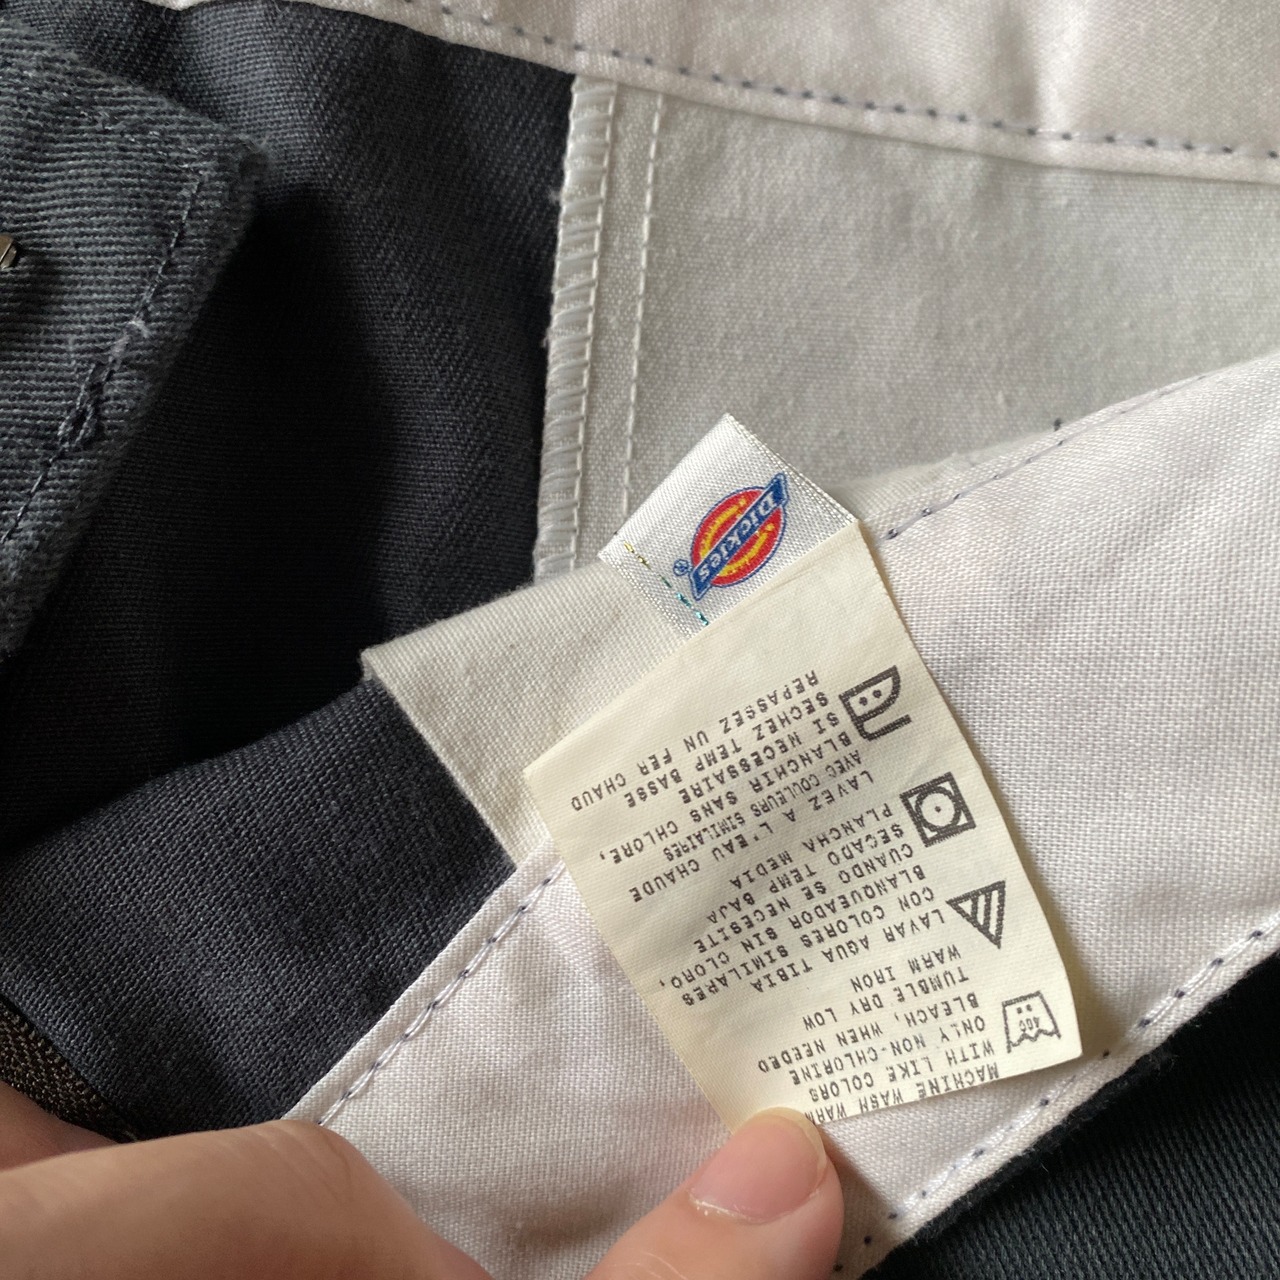 Dickies®
MACHINE WASH WARM
WITH LIKE COLORS
ONLY NON-CHLORINE
BLEACH, WHEN NEEDED
TUMBLE DRY LOW
WARM IRON
LAVAR AGUA TIBIA
CON COLORES SIMILARES
BLANQUEADOR SIN CLORO,
CUANDO SE NECESITE
SECADO TEMP BAJA
PLANCHA MEDIA
LAVEZ A L'EAU CHAUDE
AVEC COULEURS SIMILAIRES
BLANCHIR SANS CHLORE,
SI NECESSAIRE
SECHEZ TEMP BASSE
REPASSEZ UN FER CHAUD
40C